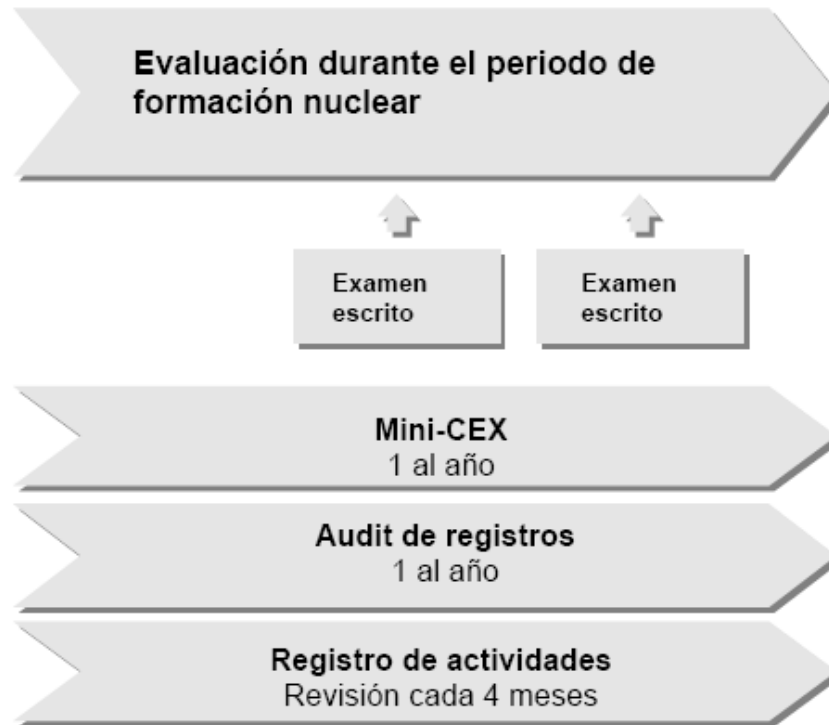 Evaluación durante el periodo de
formación nuclear
Examen
escrito
Examen
escrito
Mini-CEX
1 al año
Audit de registros
1 al año
Registro de actividades
Revisión cada 4 meses